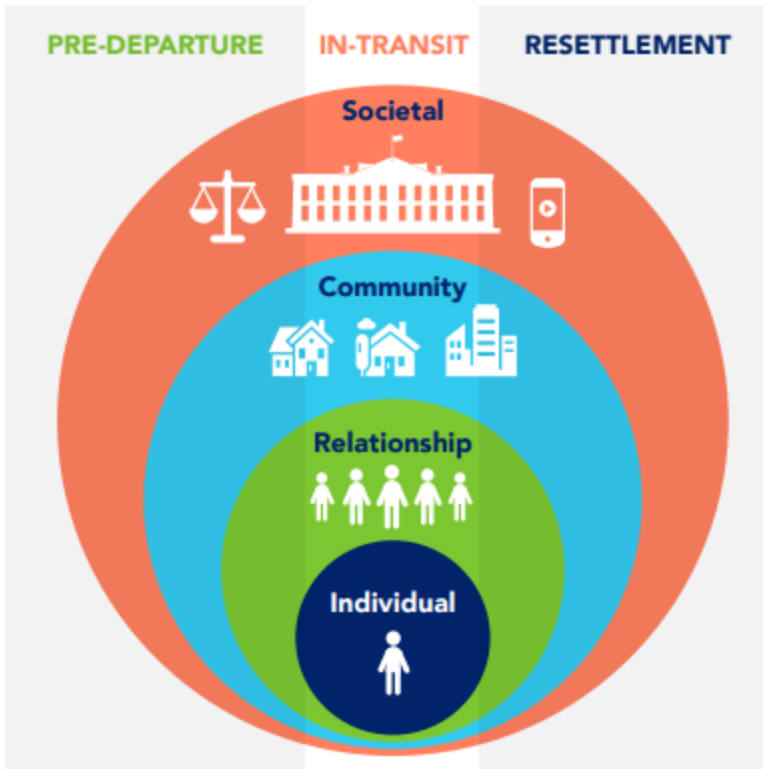 PRE-DEPARTURE IN-TRANSIT RESETTLEMENT
Societal
Community
Relationship
Individual